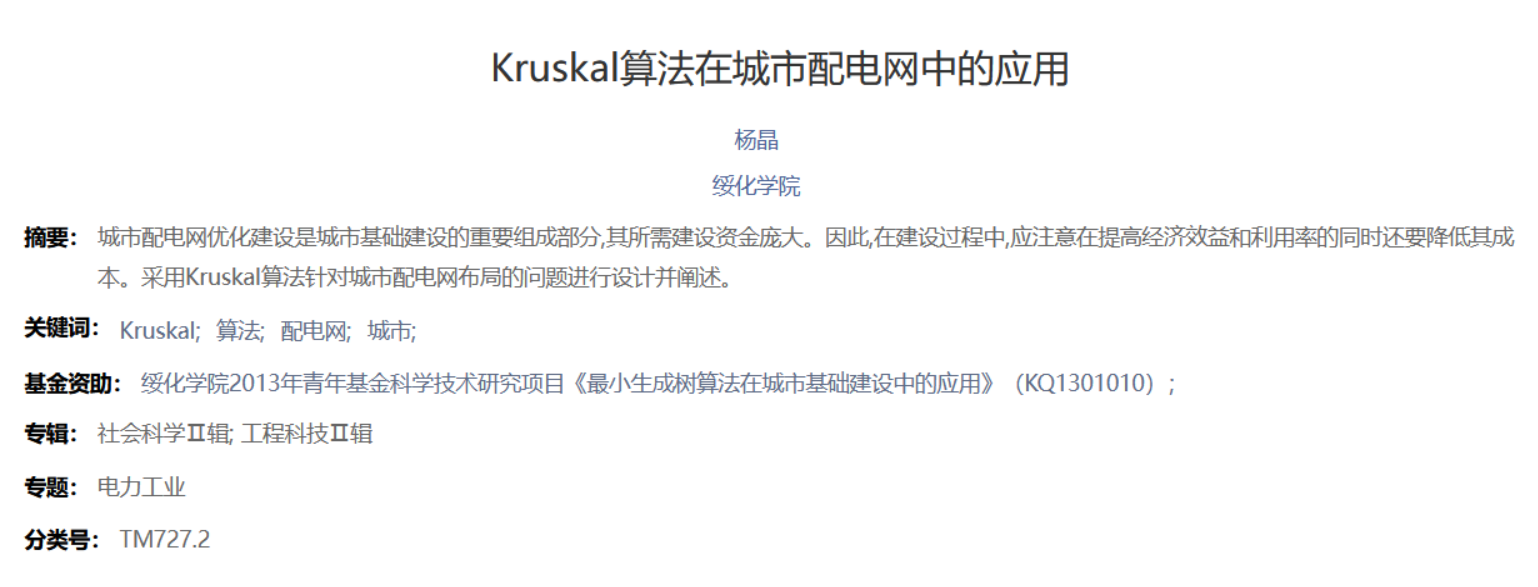 Kruskal算法在城市配电网中的应用
杨晶
绥化学院
摘要： 城市配电网优化建设是城市基础建设的重要组成部分,其所需建设资金庞大。因此,在建设过程中,应注意在提高经济效益和利用率的同时还要降低其成
本。采用Kruskal算法针对城市配电网布局的问题进行设计并阐述。
关键词： Kruskal; 算法; 配电网; 城市;
基金资助： 绥化学院2013年青年基金科学技术研究项目《最小生成树算法在城市基础建设中的应用》（KQ1301010）;
专辑： 社会科学Ⅱ辑; 工程科技Ⅱ辑
专题： 电力工业
分类号： TM727.2